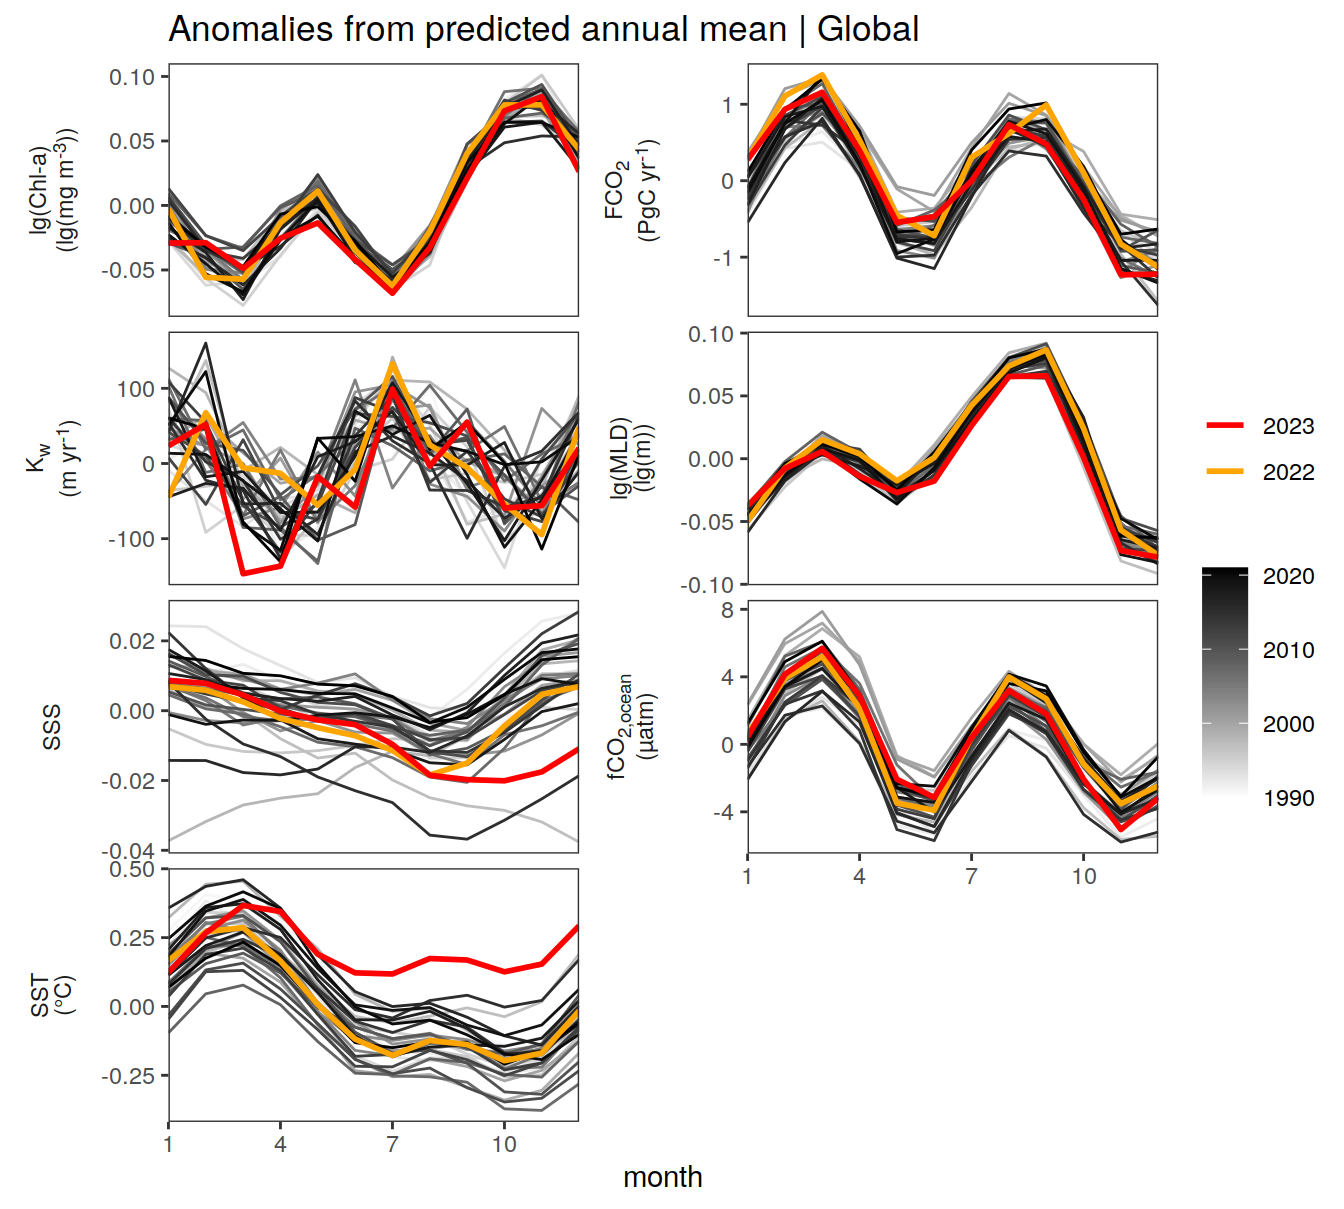 Anomalies from predicted annual mean | Global
lg(Chl-a)
(lg(mg m⁻³))
0.10
0.05
0.00
-0.05
FCO₂
(PgC yr⁻¹)
1
0
-1
K_w
(m yr⁻¹)
100
0
-100
lg(MLD)
(lg(m))
0.10
0.05
0.00
-0.05
-0.10
SSS
0.02
0.00
-0.02
-0.04
fCO₂,ocean
(µatm)
8
4
0
-4
1 4 7 10
SST
(°C)
0.50
0.25
0.00
-0.25
1 4 7 10
month
2023
2022
2020
2010
2000
1990